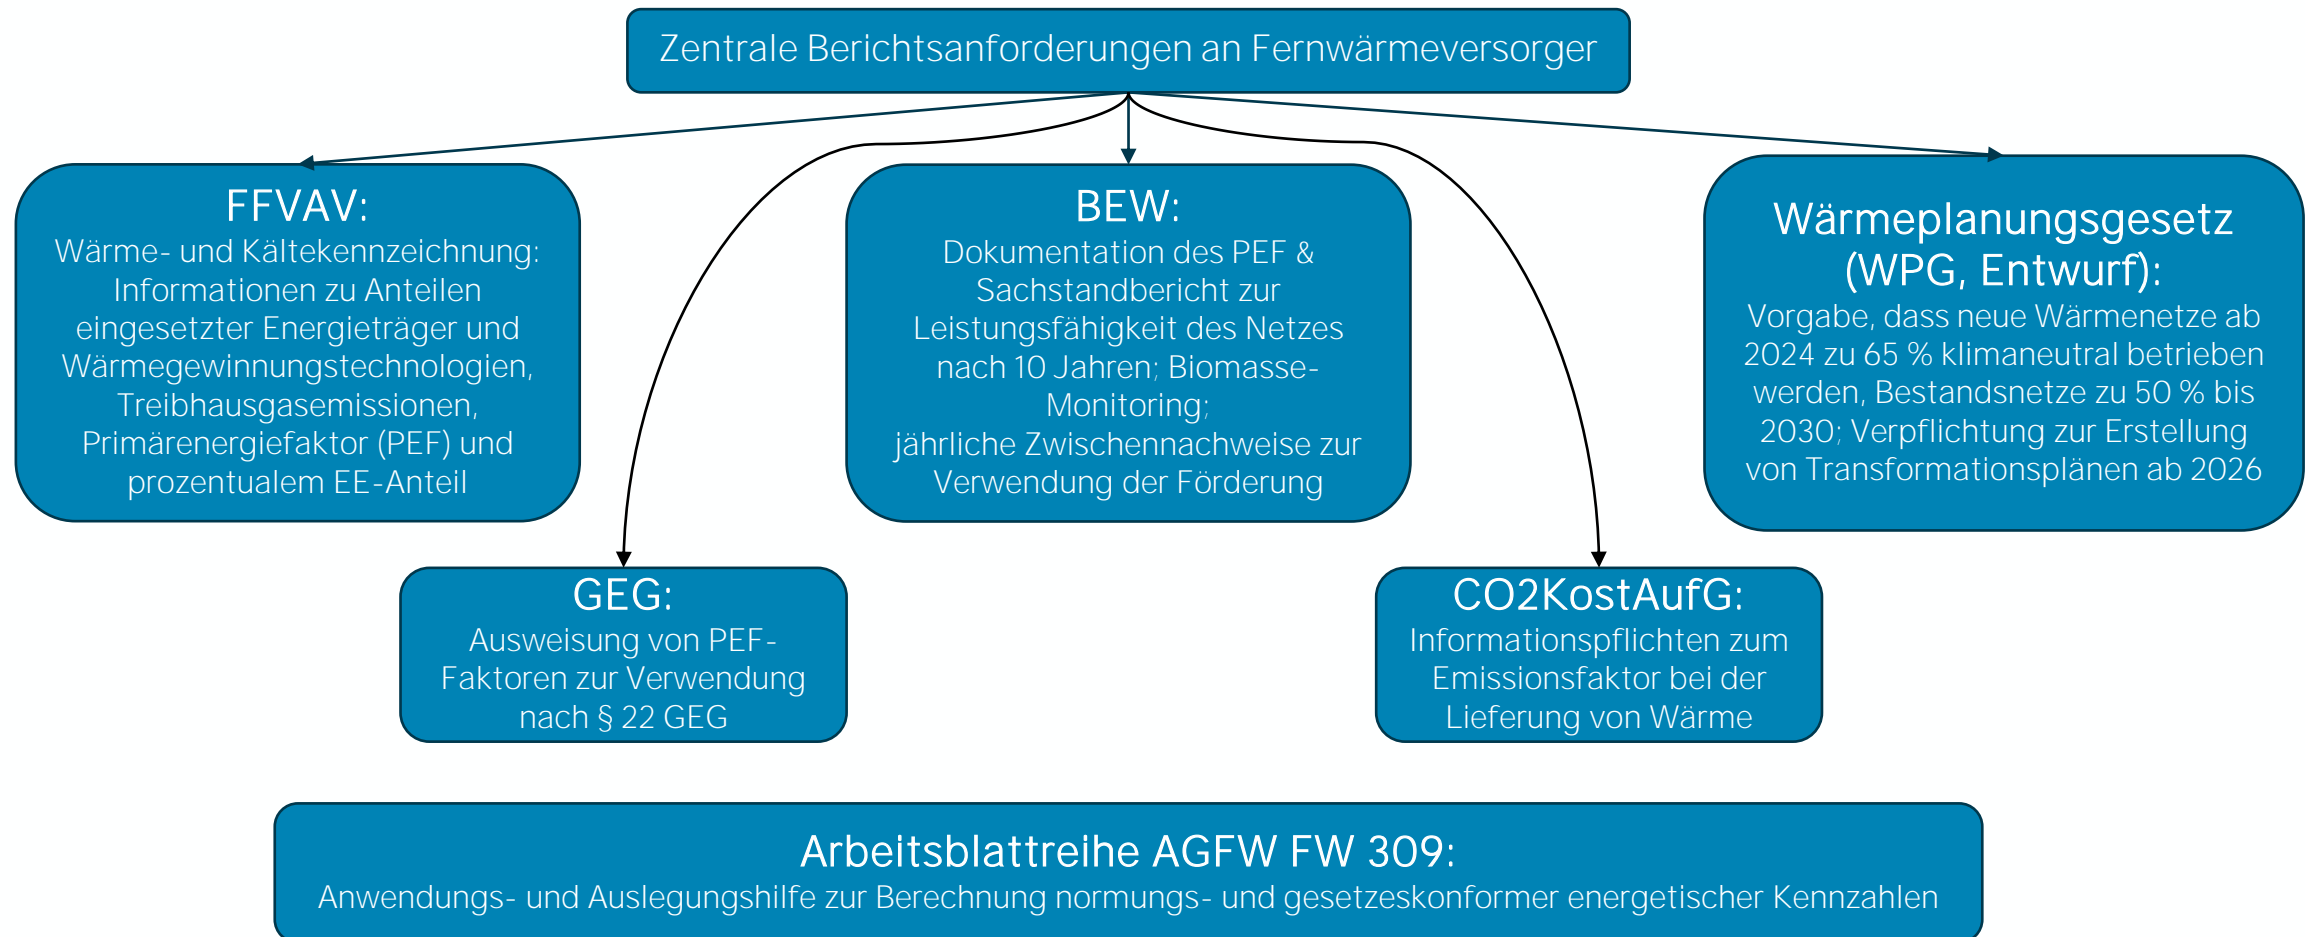 Zentrale Berichtsanforderungen an Fernwärmeversorger
FFVAV:
Wärme- und Kältekennzeichnung:
Informationen zu Anteilen
eingesetzter Energieträger und
Wärmegewinnungstechnologien,
Treibhausgasemissionen,
Primärenergiefaktor (PEF) und
prozentualem EE-Anteil
BEW:
Dokumentation des PEF &
Sachstandbericht zur
Leistungsfähigkeit des Netzes
nach 10 Jahren; Biomasse-
Monitoring;
jährliche Zwischennachweise zur
Verwendung der Förderung
Wärmeplanungsgesetz
(WPG, Entwurf):
Vorgabe, dass neue Wärmenetze ab
2024 zu 65 % klimaneutral betrieben
werden, Bestandsnetze zu 50 % bis
2030; Verpflichtung zur Erstellung
von Transformationsplänen ab 2026
GEG:
Ausweisung von PEF-
Faktoren zur Verwendung
nach § 22 GEG
CO2KostAufG:
Informationspflichten zum
Emissionsfaktor bei der
Lieferung von Wärme
Arbeitsblattreihe AGFW FW 309:
Anwendungs- und Auslegungshilfe zur Berechnung normungs- und gesetzeskonformer energetischer Kennzahlen